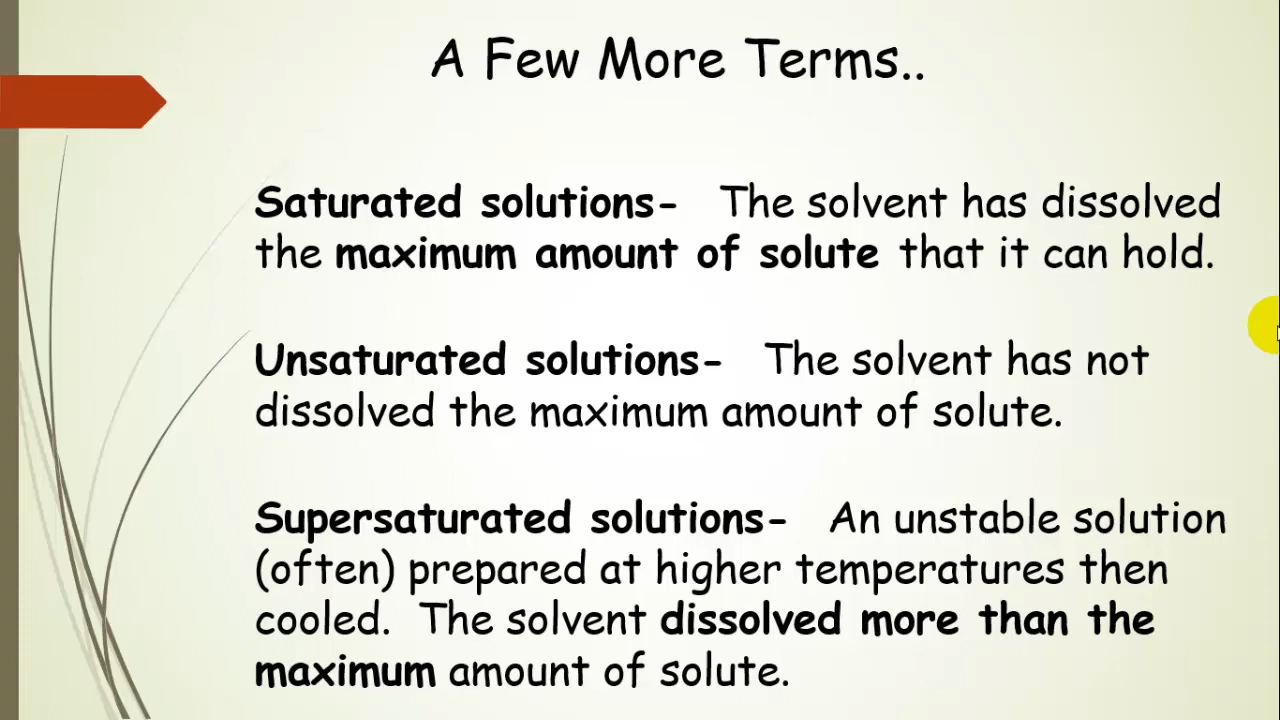 A Few More Terms..
Saturated solutions- The solvent has dissolved
the maximum amount of solute that it can hold.
Unsaturated solutions- The solvent has not
dissolved the maximum amount of solute.
Supersaturated solutions- An unstable solution
(often) prepared at higher temperatures then
cooled. The solvent dissolved more than the
maximum amount of solute.